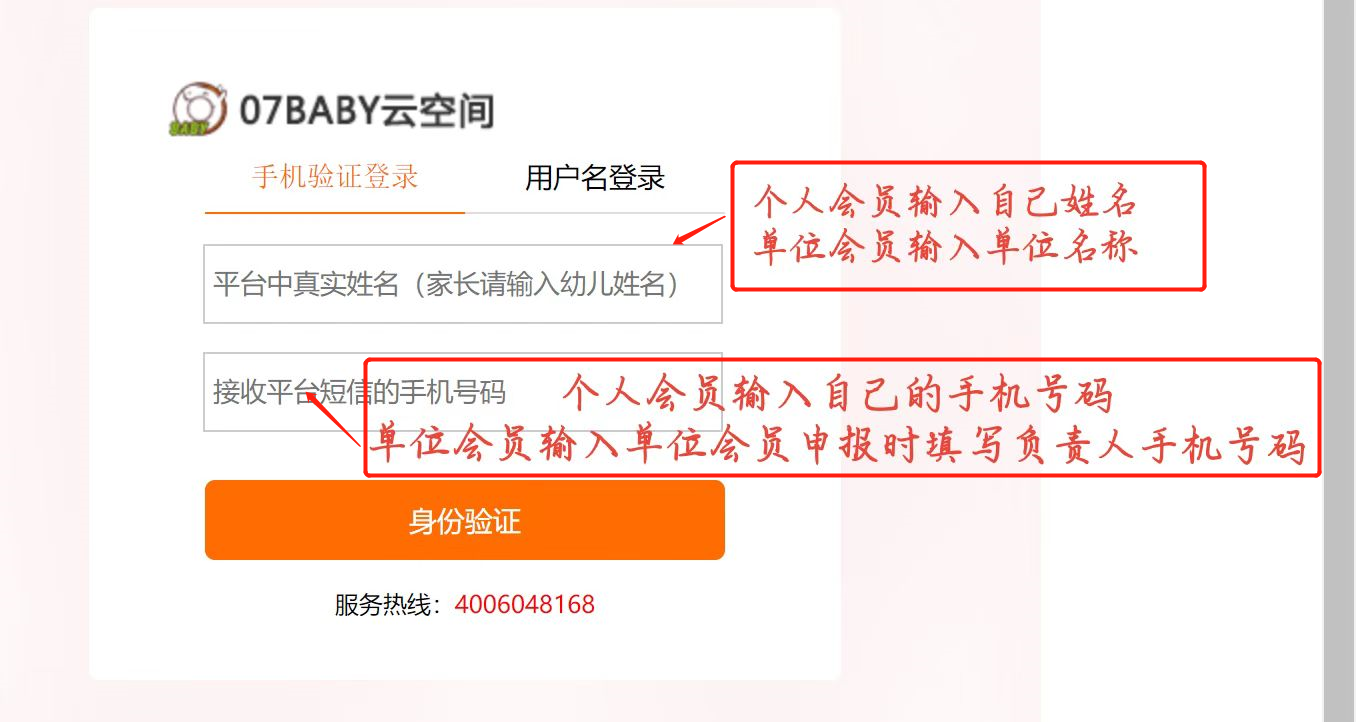 BABY
07BABY云空间
手机验证登录
用户名登录
个人会员输入自己姓名
单位会员输入单位名称
平台中真实姓名（家长请输入幼儿姓名）
接收平台短信的手机号码
个人会员输入自己的手机号码
单位会员输入单位会员申报时填写负责人手机号码
身份验证
服务热线：4006048168